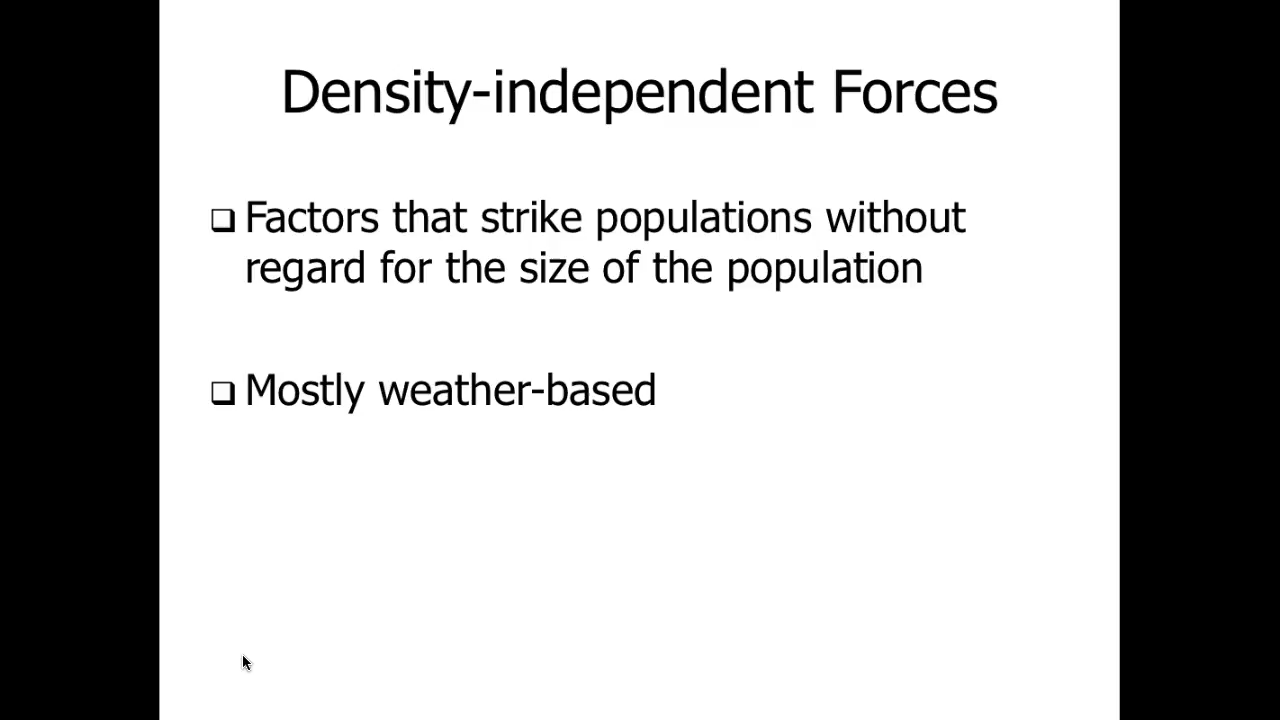 Density-independent Forces
❑ Factors that strike populations without
regard for the size of the population
❑ Mostly weather-based